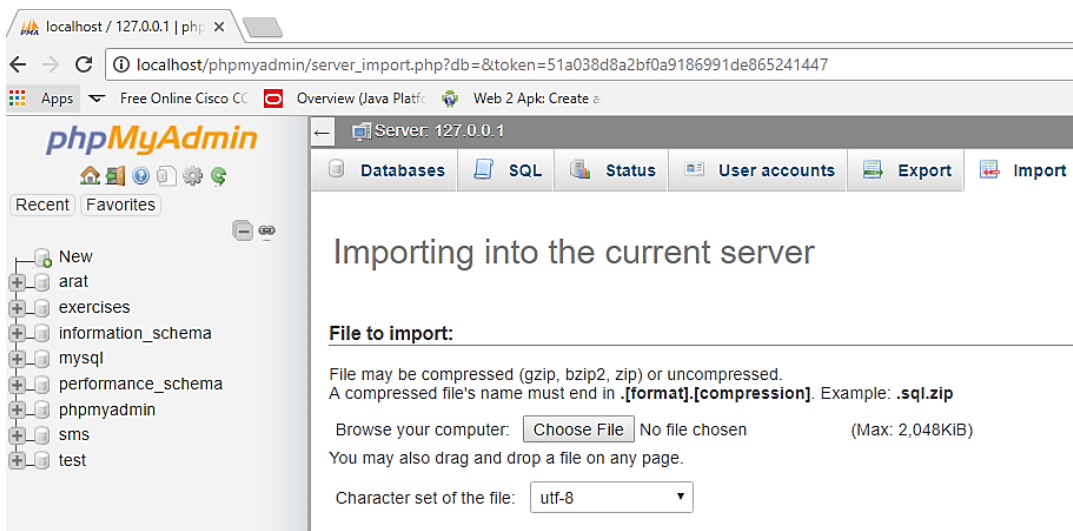 localhost / 127.0.0.1 | php
localhost/phpmyadmin/server_import.php?db=&token=51a038d8a2bf0a9186991de865241447
Apps Free Online Cisco CC Overview (Java Platfo Web 2 Apk: Create a
phpMyAdmin
Recent Favorites
New
arat
exercises
information_schema
mysql
performance_schema
phpmyadmin
sms
test
Server: 127.0.0.1
Databases SQL Status User accounts Export Import
Importing into the current server
File to import:
File may be compressed (gzip, bzip2, zip) or uncompressed.
A compressed file's name must end in .[format].[compression]. Example: .sql.zip
Browse your computer: Choose File No file chosen (Max: 2,048KiB)
You may also drag and drop a file on any page.
Character set of the file: utf-8